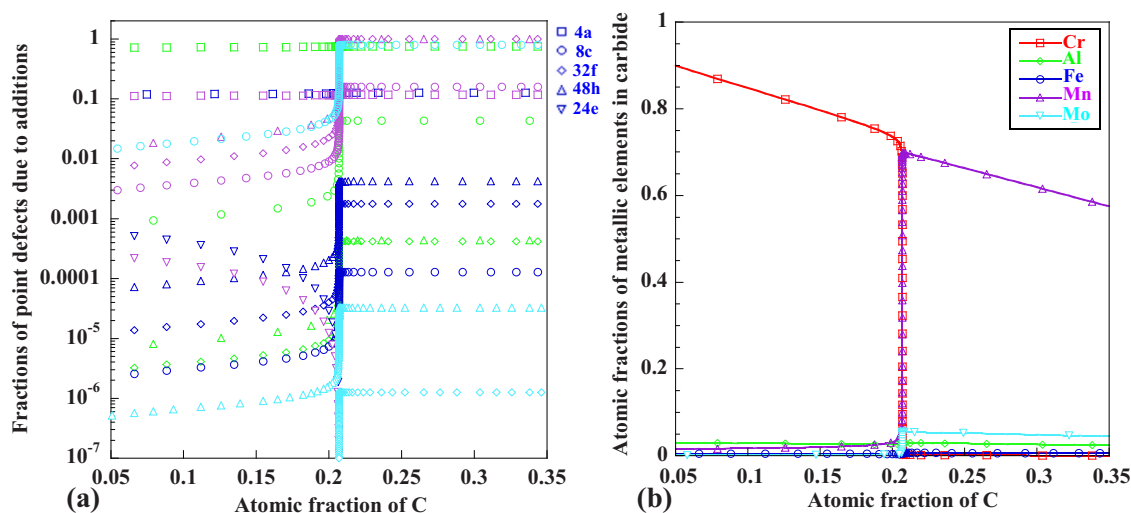 Fractions of point defects due to additions
1
0.1
0.01
0.001
0.0001
10-5
10-6
10-7
0.05 0.1 0.15 0.2 0.25 0.3 0.35
Atomic fraction of C
(a)
4a
8c
32f
48h
24e
Atomic fractions of metallic elements in carbide
1
0.8
0.6
0.4
0.2
0
0.05 0.1 0.15 0.2 0.25 0.3 0.35
Atomic fraction of C
(b)
Cr
Al
Fe
Mn
Mo